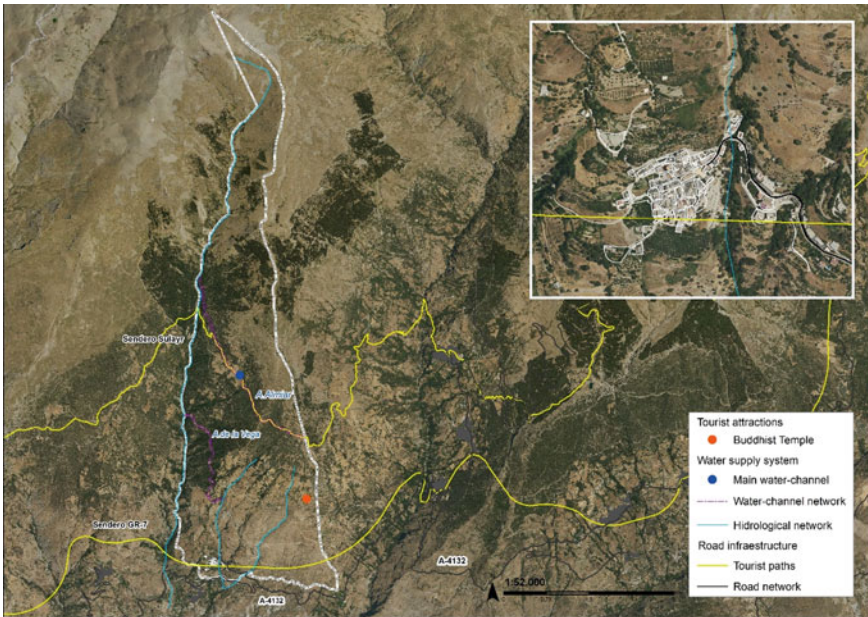 Sendero Sulayr
A.Almiar
A.de la Vega
Sendero GR-7
A-4132
A-4132
1:52.000
Tourist attractions
Buddhist Temple
Water supply system
Main water-channel
Water-channel network
Hidrological network
Road infraestructure
Tourist paths
Road network